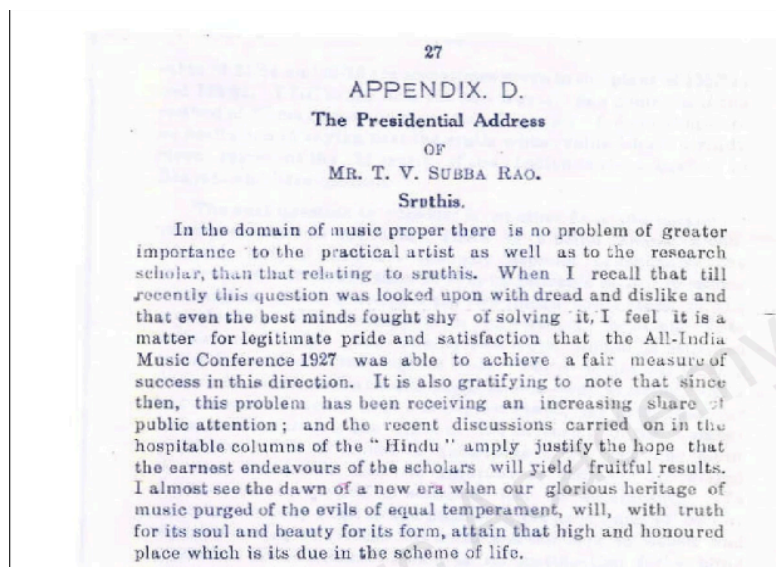 27
APPENDIX. D.
The Presidential Address
OF
MR. T. V. SUBBA RAO.
Sruthis.
In the domain of music proper there is no problem of greater
importance to the practical artist as well as to the research
scholar, than that relating to sruthis. When I recall that till
recently this question was looked upon with dread and dislike and
that even the best minds fought shy of solving it, I feel it is a
matter for legitimate pride and satisfaction that the All-India
Music Conference 1927 was able to achieve a fair measure of
success in this direction. It is also gratifying to note that since
then, this problem has been receiving an increasing share of
public attention; and the recent discussions carried on in the
hospitable columns of the "Hindu" amply justify the hope that
the earnest endeavours of the scholars will yield fruitful results.
I almost see the dawn of a new era when our glorious heritage of
music purged of the evils of equal temperament, will, with truth
for its soul and beauty for its form, attain that high and honoured
place which is its due in the scheme of life.
Academy